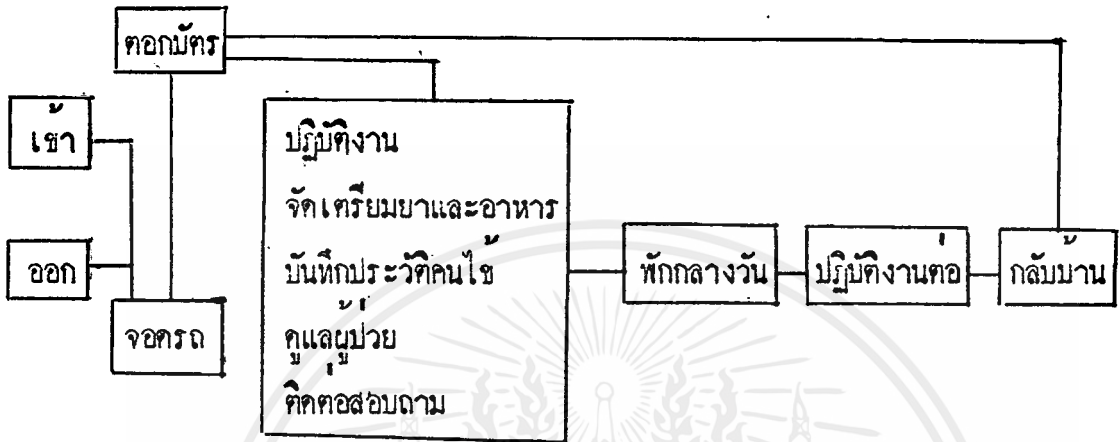 ตอกบัตร
เข้า
ออก
จอดรถ
ปฏิบัติงาน
จัดเตรียมยาและอาหาร
บันทึกประวัติคนไข้
ดูแลผู้ป่วย
ติดต่อสอบถาม
พักกลางวัน
ปฏิบัติงานต่อ
กลับบ้าน